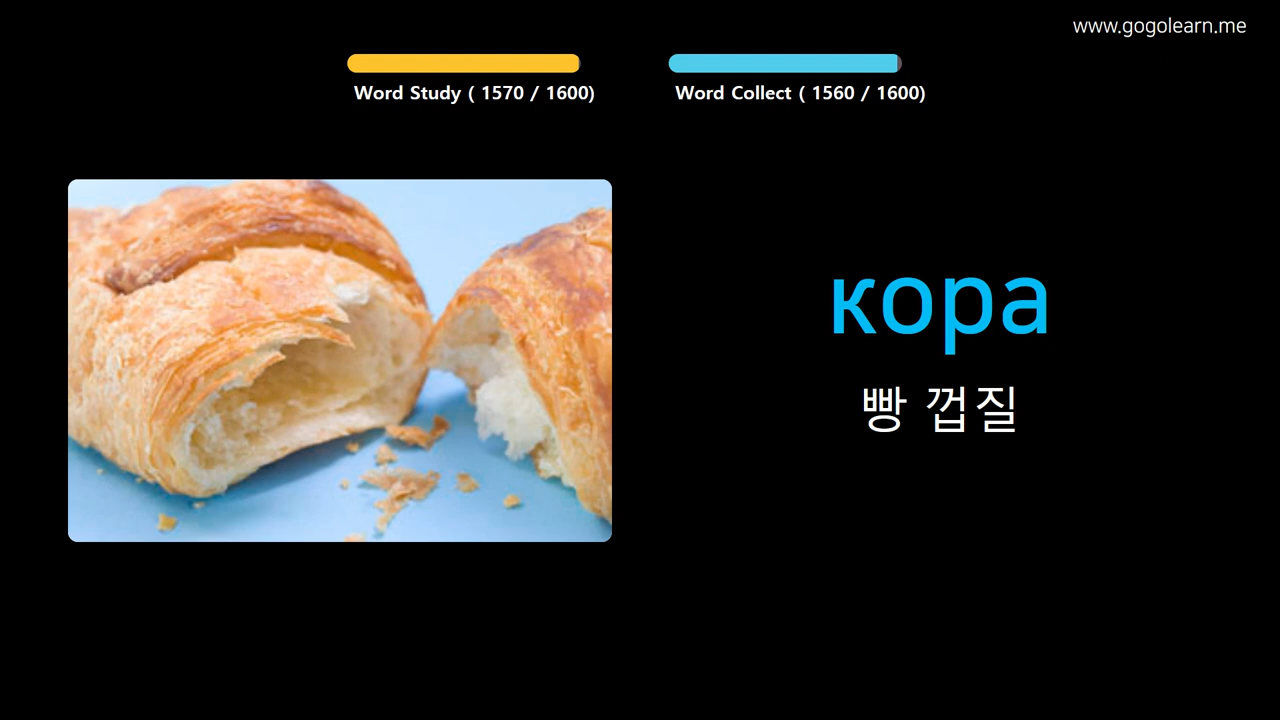 www.gogolearn.me
Word Study ( 1570 / 1600)
Word Collect ( 1560 / 1600)
кора
빵 껍질